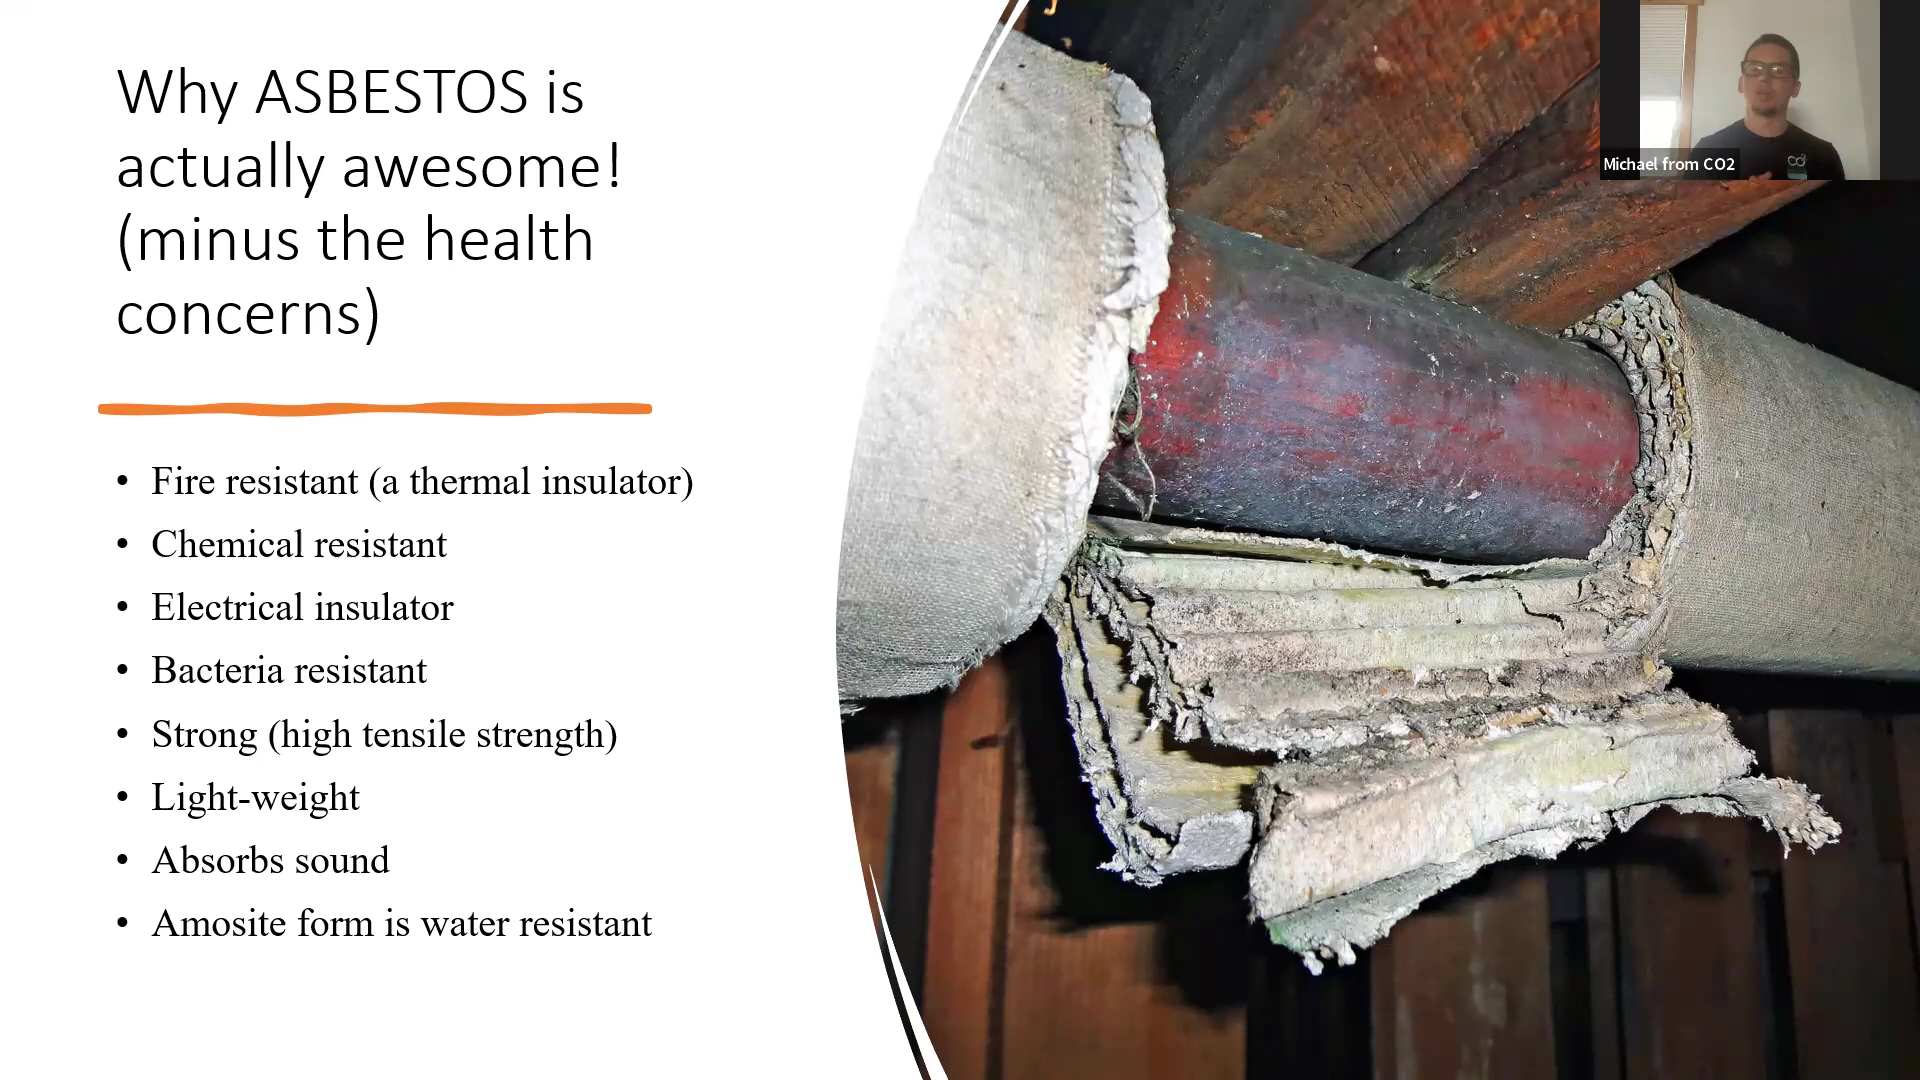 Why ASBESTOS is
actually awesome!
(minus the health
concerns)
• Fire resistant (a thermal insulator)
• Chemical resistant
• Electrical insulator
• Bacteria resistant
• Strong (high tensile strength)
• Light-weight
• Absorbs sound
• Amosite form is water resistant
Michael from CO2